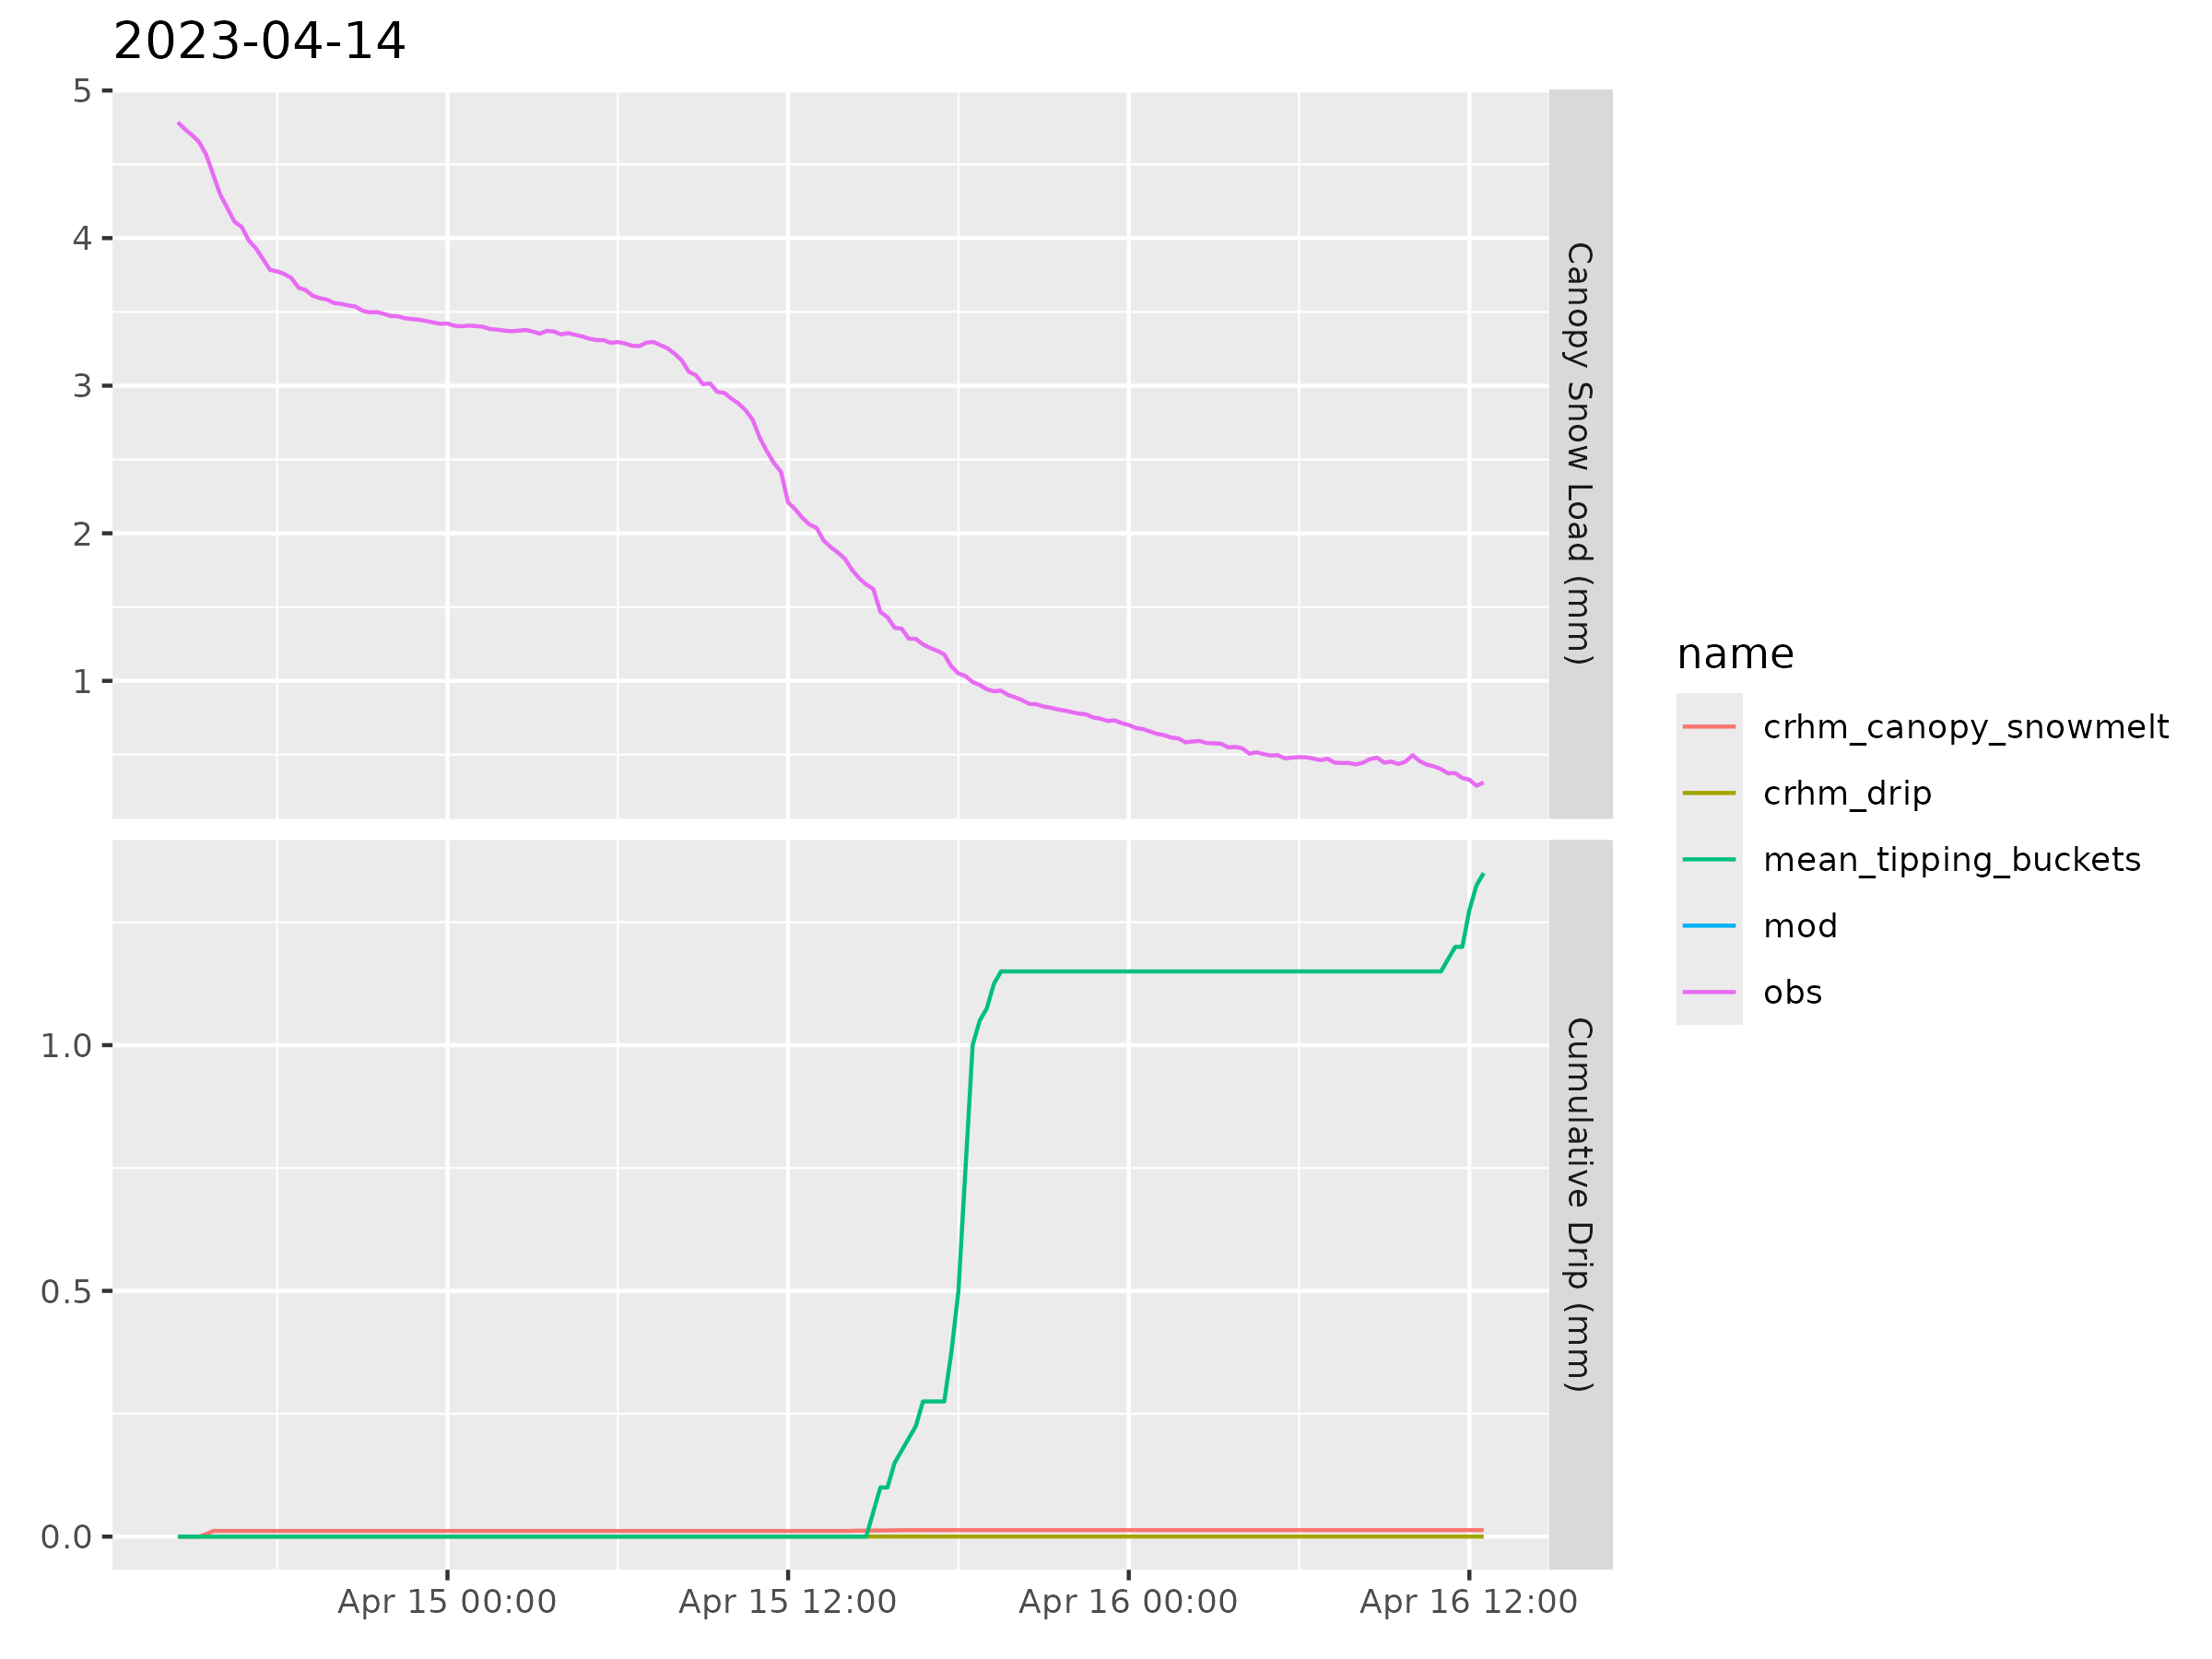 2023-04-14
5
4
3
2
1
Canopy Snow Load (mm)
1.0
0.5
0.0
Cumulative Drip (mm)
Apr 15 00:00
Apr 15 12:00
Apr 16 00:00
Apr 16 12:00
name
crhm_canopy_snowmelt
crhm_drip
mean_tipping_buckets
mod
obs